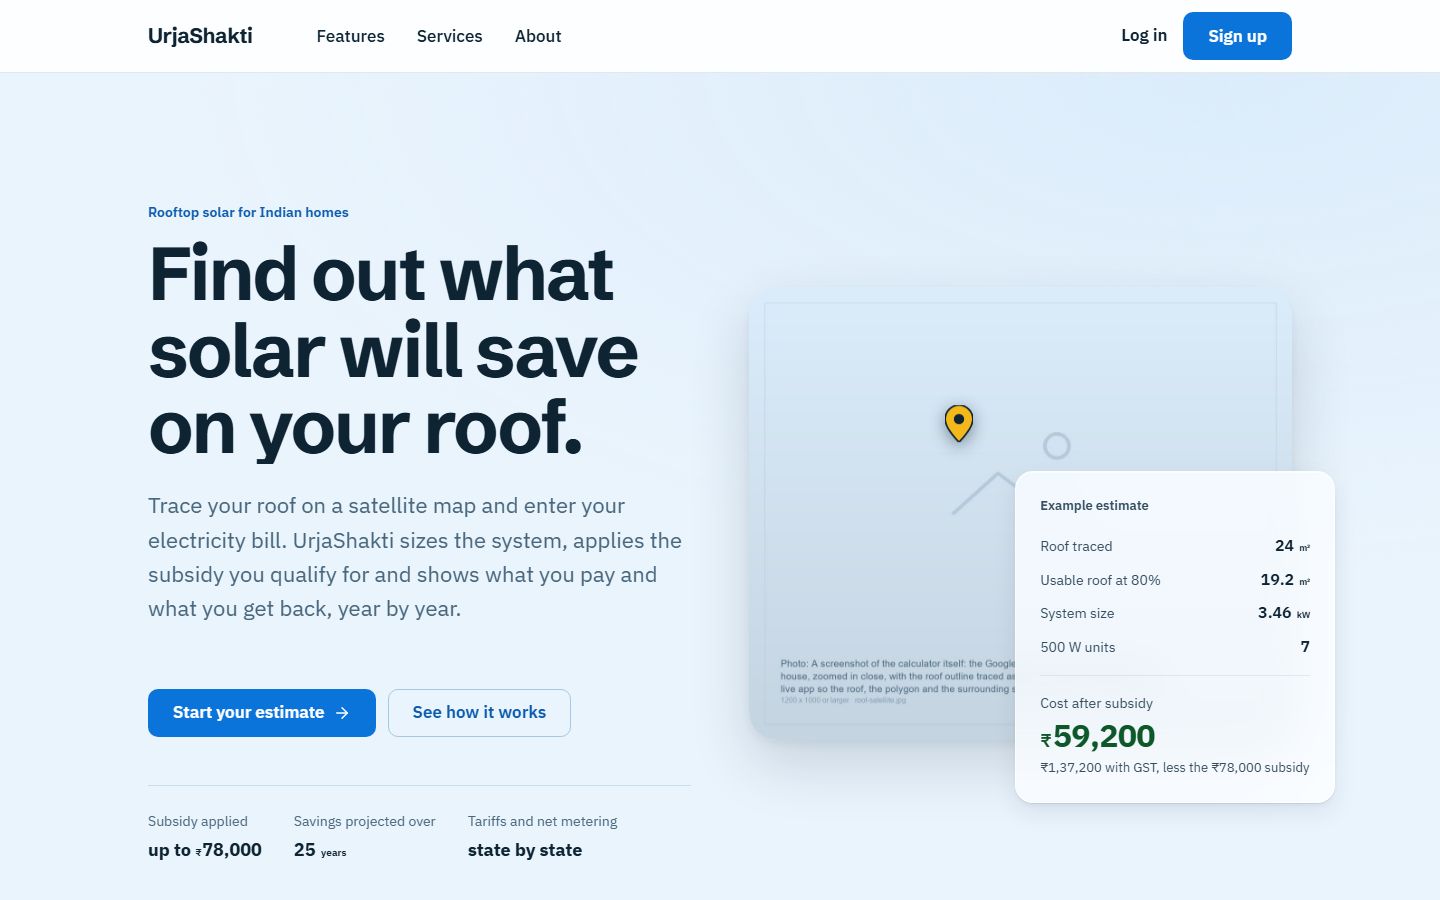 UrjaShakti
Features
Services
About
Log in
Sign up
Rooftop solar for Indian homes
Find out what
solar will save
on your roof.
Trace your roof on a satellite map and enter your
electricity bill. UrjaShakti sizes the system, applies the
subsidy you qualify for and shows what you pay and
what you get back, year by year.
Start your estimate →
See how it works
Subsidy applied
up to ₹78,000
Savings projected over
25 years
Tariffs and net metering
state by state
Photo: A screenshot of the calculator itself: the Google
house, zoomed in close, with the roof outline traced
live app so the roof, the polygon and the surrounding
1200 x 1000 or larger · roof-satellite.jpg
Example estimate
Roof traced 24 m²
Usable roof at 80% 19.2 m²
System size 3.46 kW
500 W units 7
Cost after subsidy
₹59,200
₹1,37,200 with GST, less the ₹78,000 subsidy